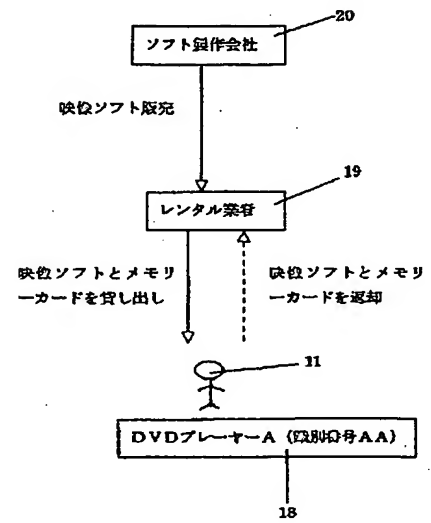 20
ソフト製作会社
映像ソフト販売
19
レンタル業者
映像ソフトとメモリ
ーカードを貸し出し
映像ソフトとメモリ
ーカードを返却
11
DVDプレーヤーA（識別番号AA）
18